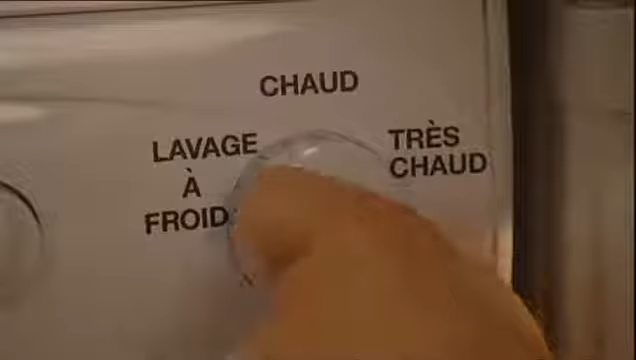 CHAUD
LAVAGE
À
FROID
TRÈS
CHAUD